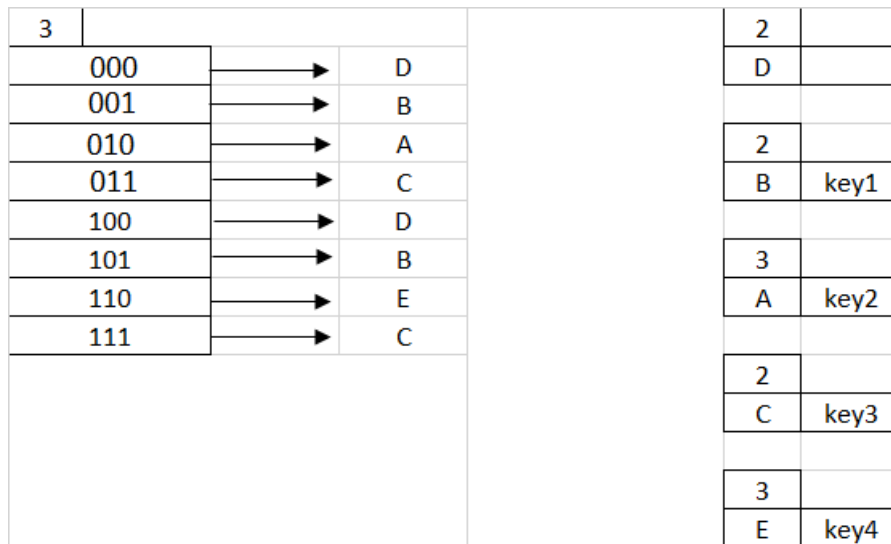 3
000 D
001 B
010 A
011 C
100 D
101 B
110 E
111 C
2
D
2
B key1
3
A key2
2
C key3
3
E key4